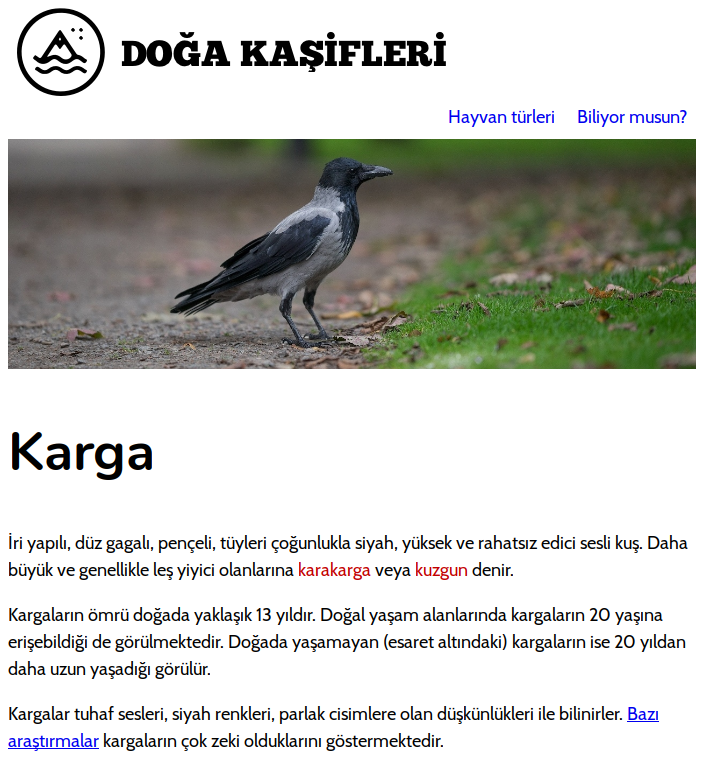 DOĞA KAŞİFLERİ
Hayvan türleri Biliyor musun?
Karga
İri yapılı, düz gagalı, pençeli, tüyleri çoğunlukla siyah, yüksek ve rahatsız edici sesli kuş. Daha
büyük ve genellikle leş yiyici olanlarına karakarga veya kuzgun denir.
Kargaların ömrü doğada yaklaşık 13 yıldır. Doğal yaşam alanlarında kargaların 20 yaşına
erişebildiği de görülmektedir. Doğada yaşamayan (esaret altındaki) kargaların ise 20 yıldan
daha uzun yaşadığı görülür.
Kargalar tuhaf sesleri, siyah renkleri, parlak cisimlere olan düşkünlükleri ile bilinirler. Bazı
araştırmalar kargaların çok zeki olduklarını göstermektedir.